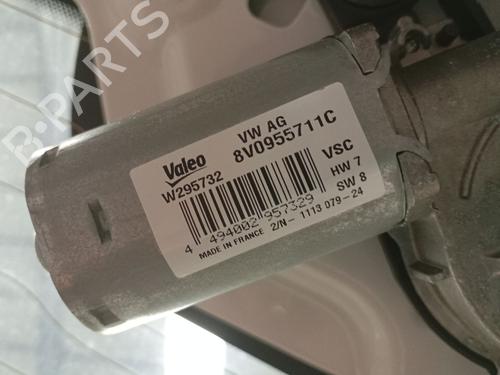 B-PARTS
Valeo
VW AG
W295732
8V0955711C
VSC
HW 7
SW 8
4 494002 957329
MADE IN FRANCE 2/N- 1113 079-24